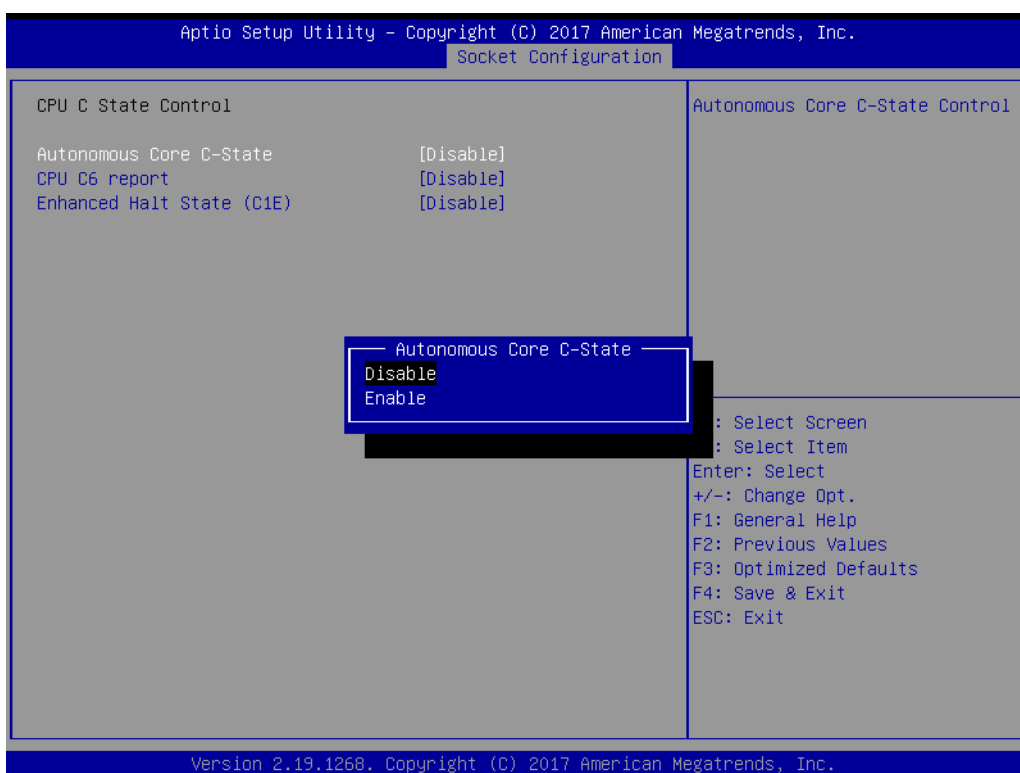 Aptio Setup Utility – Copyright (C) 2017 American Megatrends, Inc.
Socket Configuration
CPU C State Control
Autonomous Core C-State [Disable]
CPU C6 report [Disable]
Enhanced Halt State (C1E) [Disable]
Autonomous Core C-State Control
Autonomous Core C-State
Disable
Enable
: Select Screen
: Select Item
Enter: Select
+/-: Change Opt.
F1: General Help
F2: Previous Values
F3: Optimized Defaults
F4: Save & Exit
ESC: Exit
Version 2.19.1268. Copyright (C) 2017 American Megatrends, Inc.